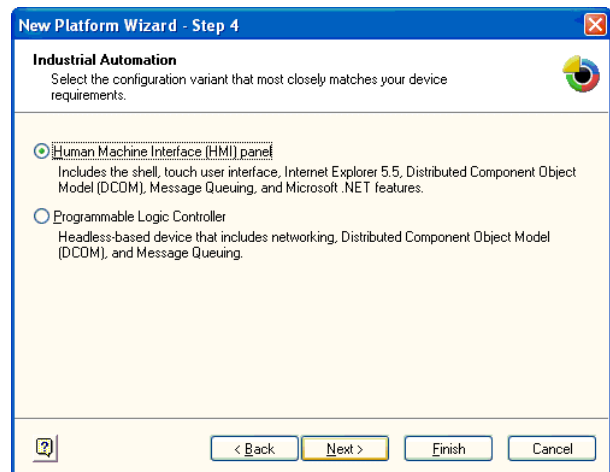 New Platform Wizard - Step 4
Industrial Automation
Select the configuration variant that most closely matches your device
requirements.
Human Machine Interface (HMI) panel
Includes the shell, touch user interface, Internet Explorer 5.5, Distributed Component Object
Model (DCOM), Message Queuing, and Microsoft .NET features.
Programmable Logic Controller
Headless-based device that includes networking, Distributed Component Object Model
(DCOM), and Message Queuing.
? < Back Next > Finish Cancel